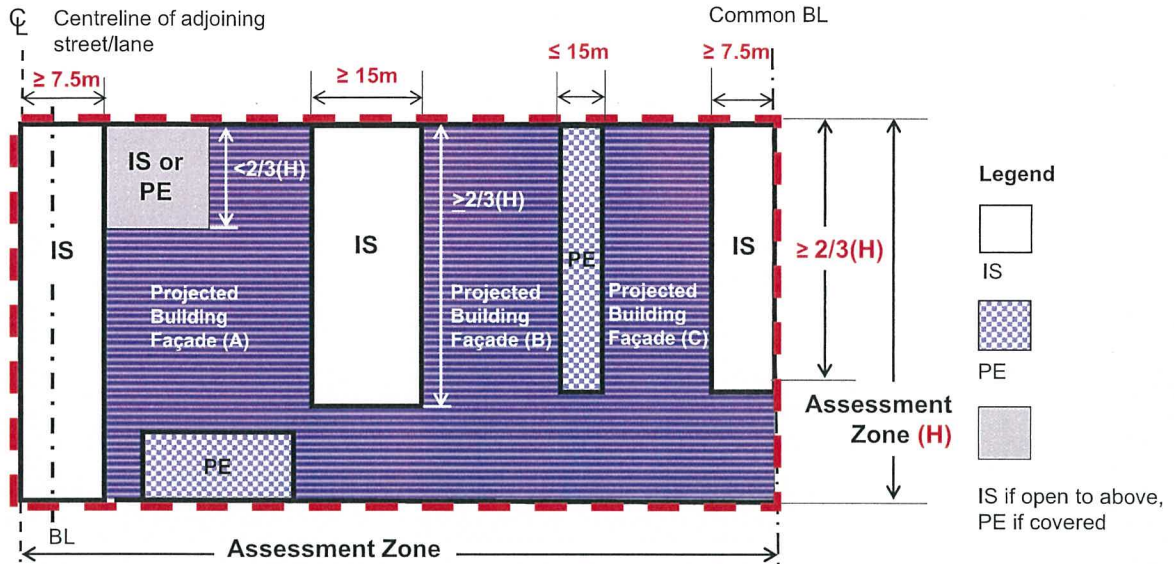 ℄
Centreline of adjoining
street/lane
Common BL
≥ 7.5m
≥ 15m
≤ 15m
≥ 7.5m
IS or
PE
<2/3(H)
≥2/3(H)
IS
IS
PE
IS
≥ 2/3(H)
Projected
Building
Façade (A)
Projected
Building
Façade (B)
Projected
Building
Façade (C)
PE
Assessment
Zone (H)
BL
Assessment Zone
Legend
IS
PE
IS if open to above,
PE if covered